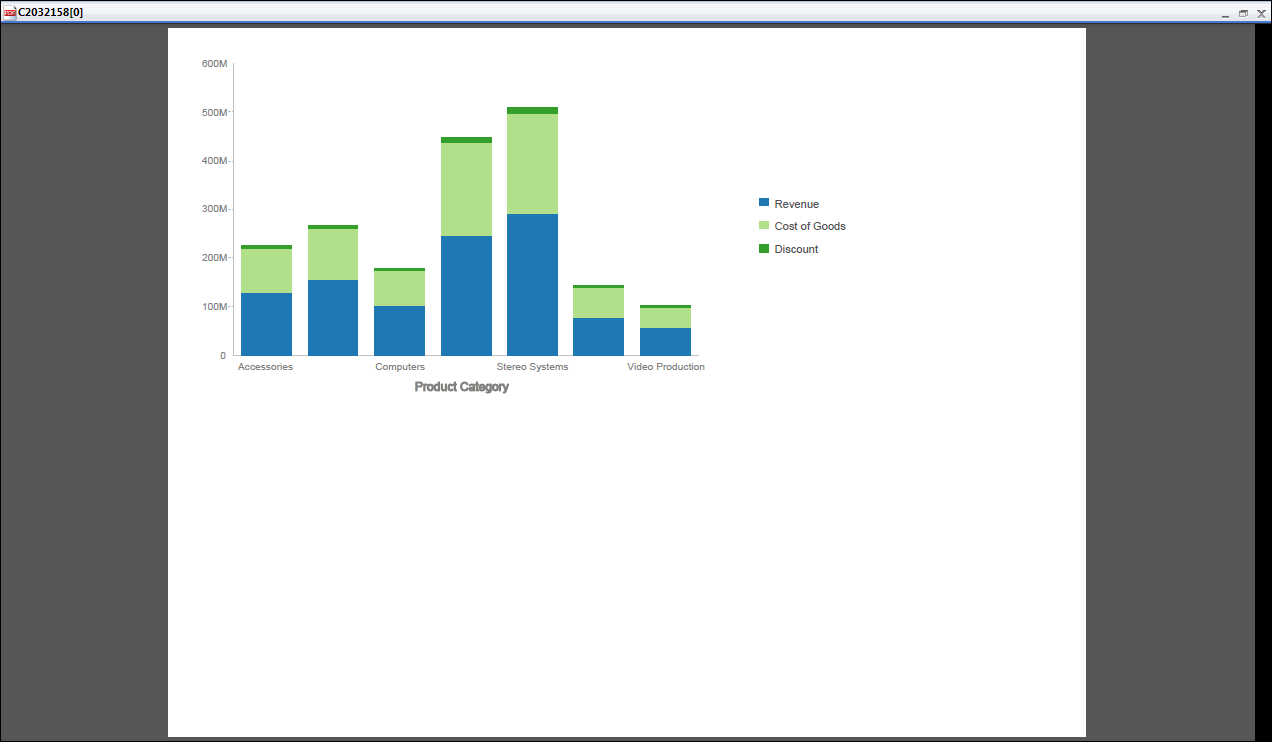 PDF
C2032158[0]
600M
500M
400M
300M
200M
100M
0
Accessories
Computers
Stereo Systems
Video Production
Product Category
Revenue
Cost of Goods
Discount